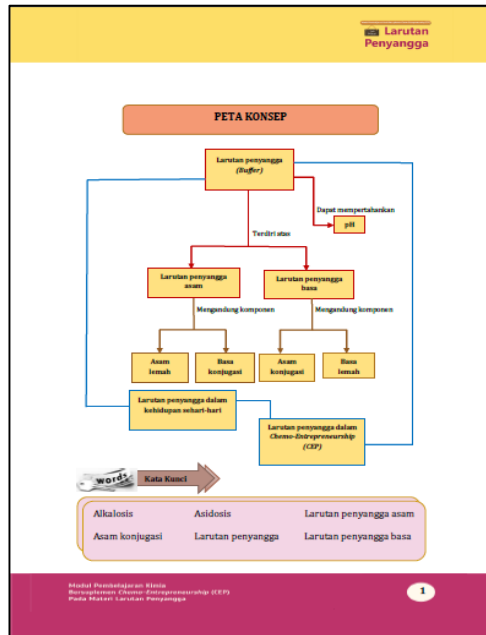 Larutan
Penyangga
PETA KONSEP
Larutan penyangga
(Buffer)
Dapat mempertahankan
pH
Terdiri atas
Larutan penyangga
asam
Larutan penyangga
basa
Mengandung komponen
Mengandung komponen
Asam
lemah
Basa
konjugasi
Asam
konjugasi
Basa
lemah
Larutan penyangga dalam
kehidupan sehari-hari
Larutan penyangga dalam
Chemo-Entrepreneurship
(CEP)
words
Kata Kunci
Alkalosis Asidosis Larutan penyangga asam
Asam konjugasi Larutan penyangga Larutan penyangga basa
Modul Pembelajaran Kimia
Bersuplemen Chemo-Entrepreneurship (CEP)
Pada Materi Larutan Penyangga
1